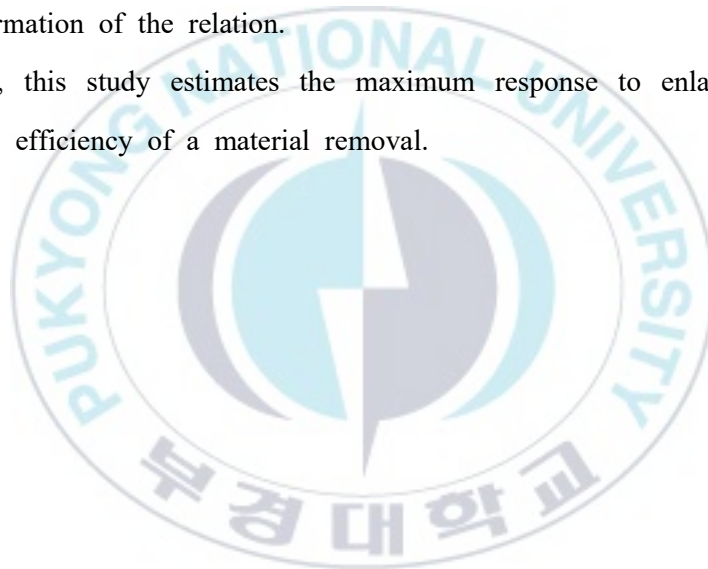 rmation of the relation.
, this study estimates the maximum response to enla
efficiency of a material removal.
PUKYONG NATIONAL UNIVERSITY
부경대학교